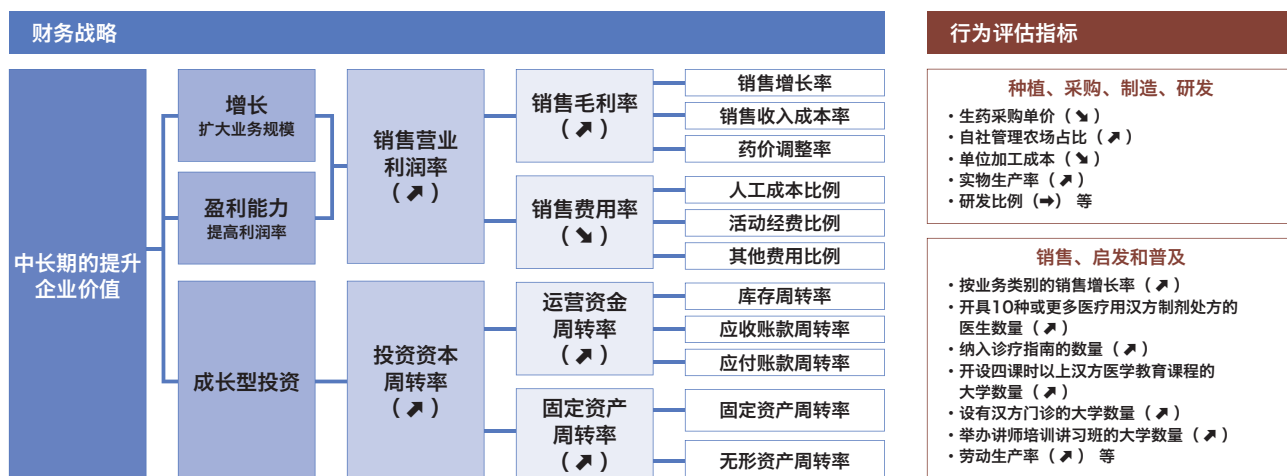 财务战略
中长期的提升
企业价值
增长
扩大业务规模
盈利能力
提高利润率
成长型投资
销售营业
利润率
(↗)
投资资本
周转率
(↗)
销售毛利率
(↗)
销售费用率
(↘)
运营资金
周转率
(↗)
固定资产
周转率
(↗)
销售增长率
销售收入成本率
药价调整率
人工成本比例
活动经费比例
其他费用比例
库存周转率
应收账款周转率
应付账款周转率
固定资产周转率
无形资产周转率
行为评估指标
种植、采购、制造、研发
・生药采购单价(↘)
・自社管理农场占比(↗)
・单位加工成本(↘)
・实物生产率(↗)
・研发比例(➡) 等
销售、启发和普及
・按业务类别的销售增长率(↗)
・开具10种或更多医疗用汉方制剂处方的
医生数量(↗)
・纳入诊疗指南的数量(↗)
・开设四课时以上汉方医学教育课程的
大学数量(↗)
・设有汉方门诊的大学数量(↗)
・举办讲师培训讲习班的大学数量(↗)
・劳动生产率(↗) 等